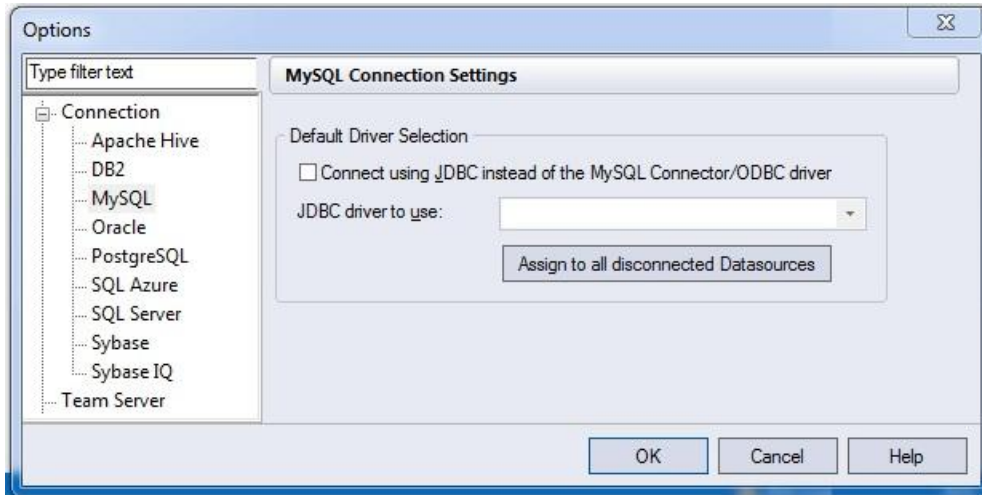 Options
Type filter text
Connection
Apache Hive
DB2
MySQL
Oracle
PostgreSQL
SQL Azure
SQL Server
Sybase
Sybase IQ
Team Server
MySQL Connection Settings
Default Driver Selection
Connect using JDBC instead of the MySQL Connector/ODBC driver
JDBC driver to use:
Assign to all disconnected Datasources
OK Cancel Help